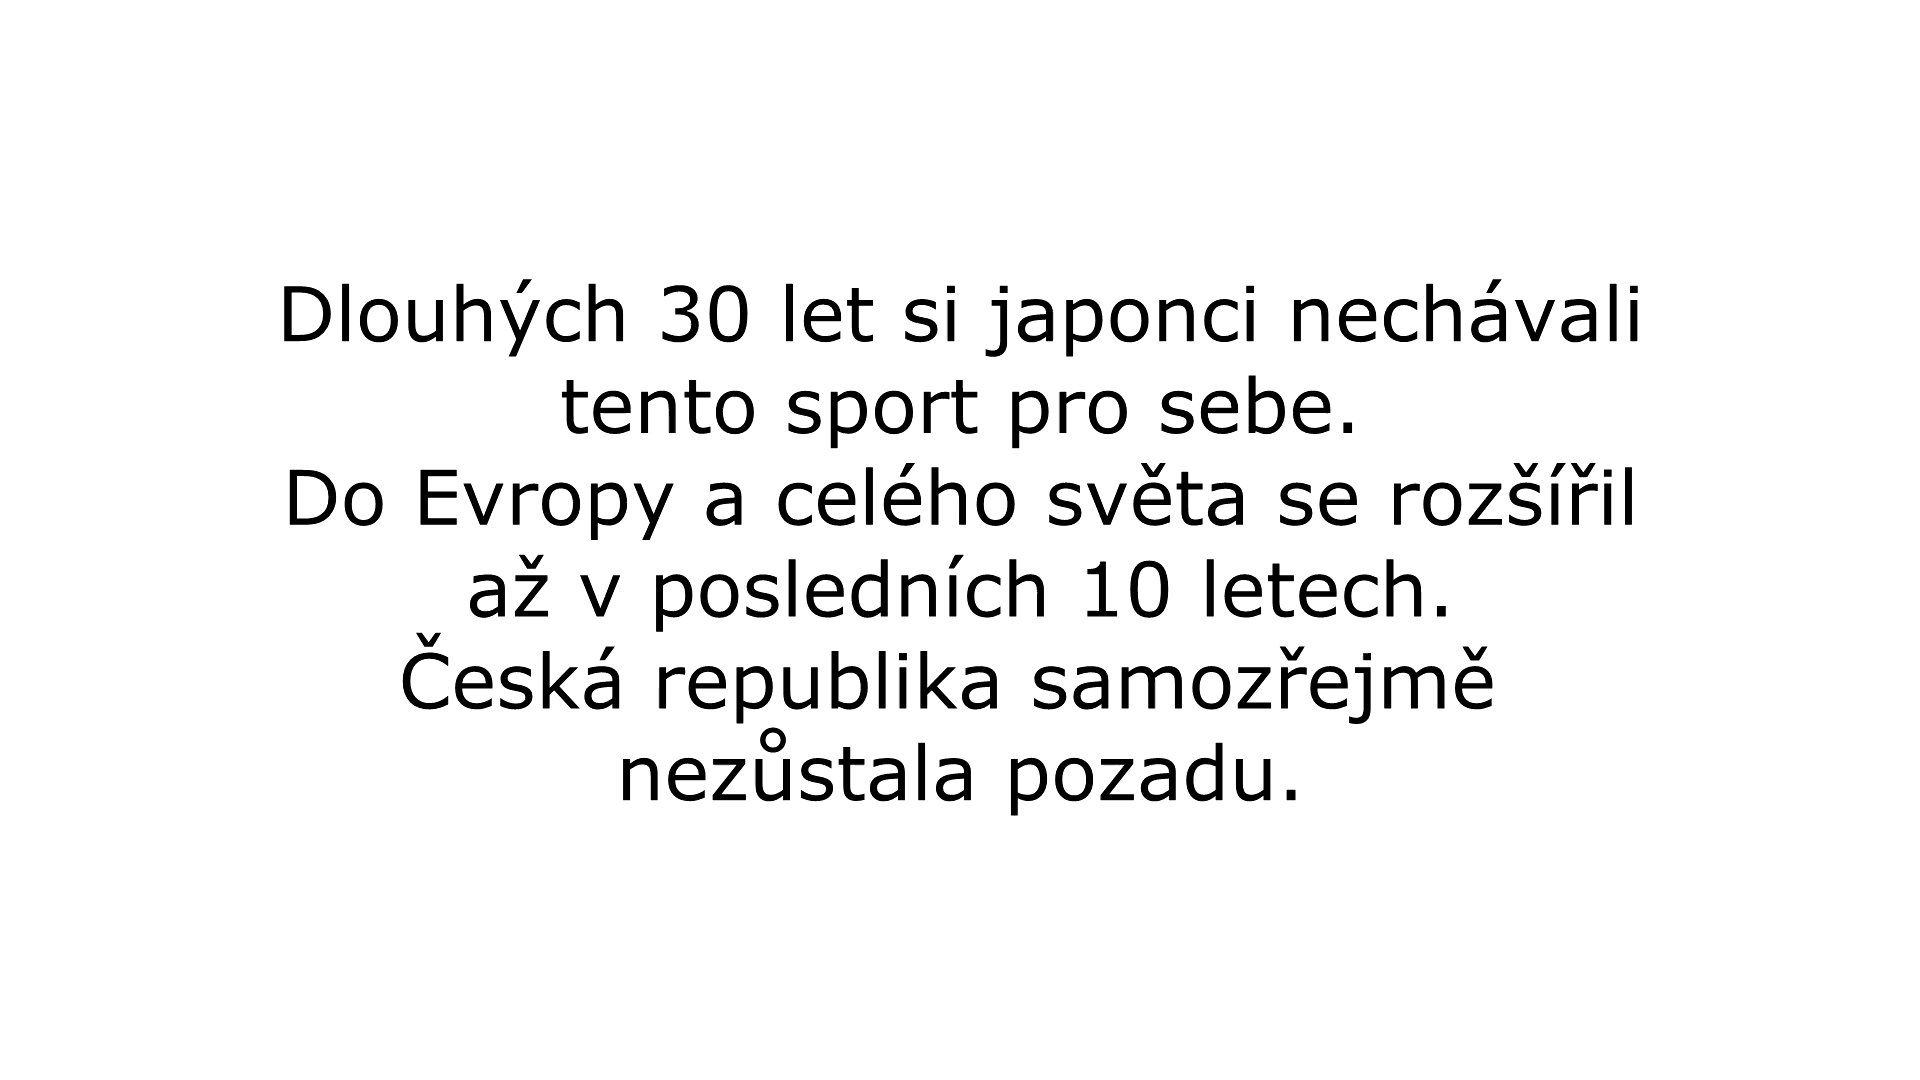 Dlouhých 30 let si japonci nechávali
tento sport pro sebe.
Do Evropy a celého světa se rozšířil
až v posledních 10 letech.
Česká republika samozřejmě
nezůstala pozadu.